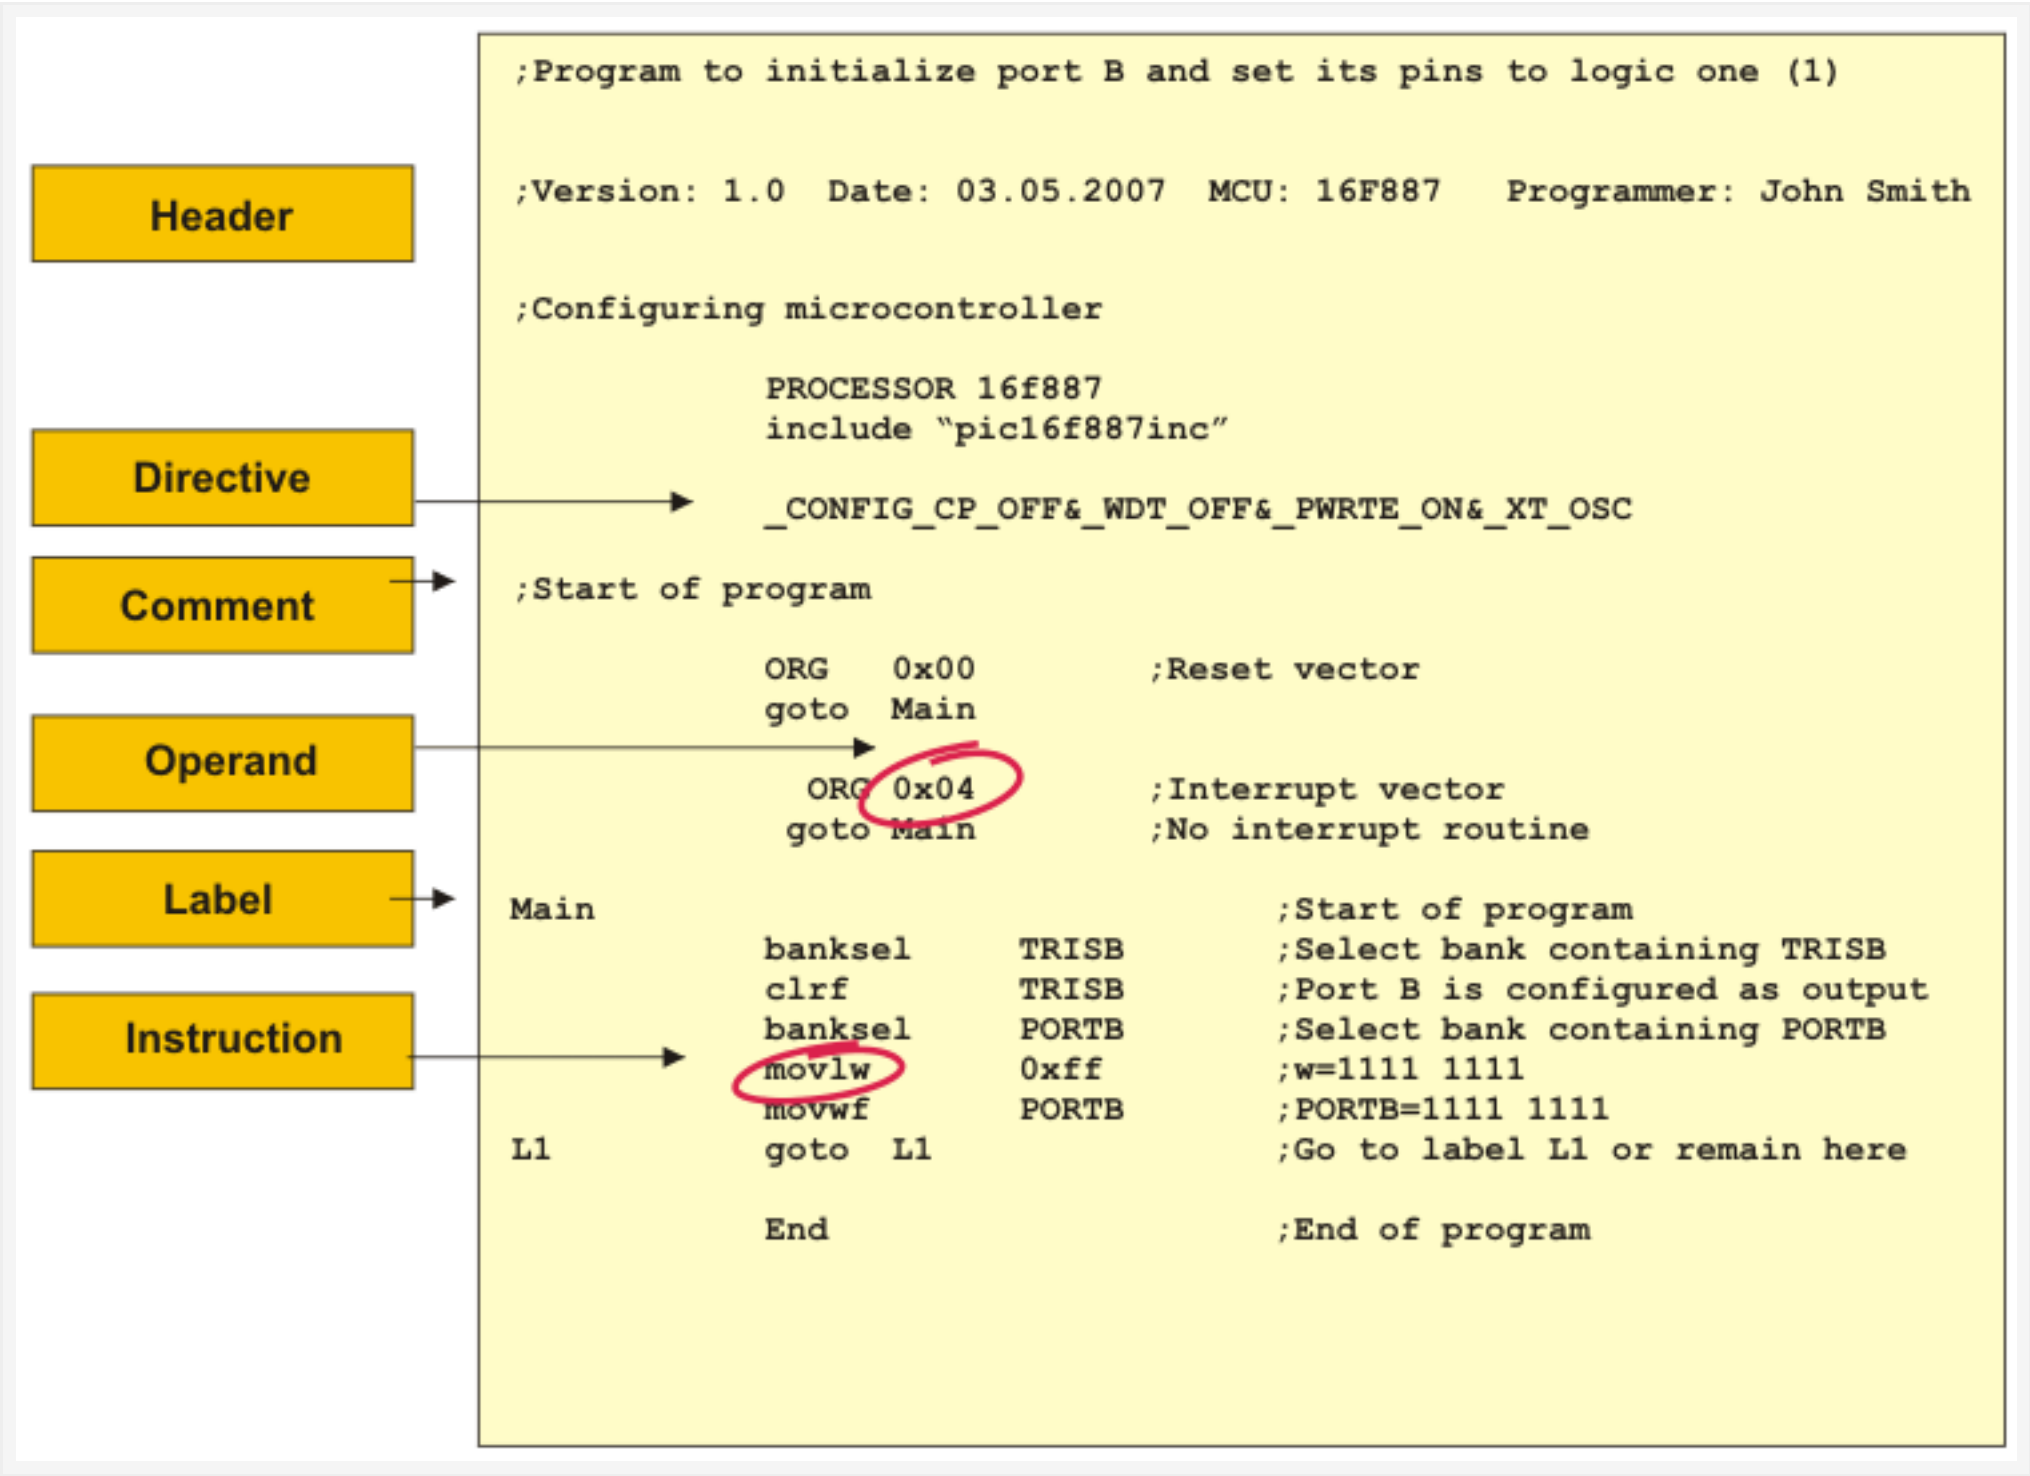 ;Program to initialize port B and set its pins to logic one (1)
Header
;Version: 1.0 Date: 03.05.2007 MCU: 16F887 Programmer: John Smith
;Configuring microcontroller
PROCESSOR 16f887
include “pic16f887inc”
Directive
_CONFIG_CP_OFF&_WDT_OFF&_PWRTE_ON&_XT_OSC
Comment
;Start of program
ORG 0x00 ;Reset vector
goto Main
Operand
ORG 0x04 ;Interrupt vector
goto Main ;No interrupt routine
Label
Main ;Start of program
banksel TRISB ;Select bank containing TRISB
clrf TRISB ;Port B is configured as output
Instruction
banksel PORTB ;Select bank containing PORTB
movlw 0xff ;w=1111 1111
movwf PORTB ;PORTB=1111 1111
L1 goto L1 ;Go to label L1 or remain here
End ;End of program